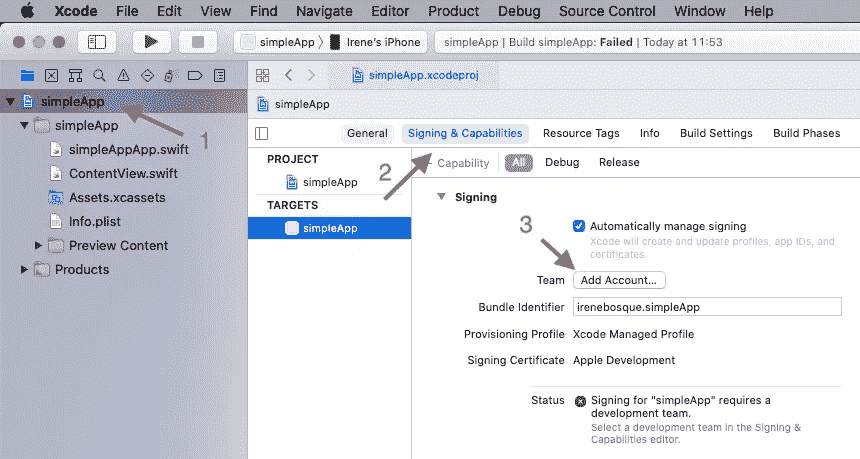 Xcode File Edit View Find Navigate Editor Product Debug Source Control Window Help
simpleApp Irene's iPhone simpleApp | Build simpleApp: Failed | Today at 11:53
simpleApp
simpleApp
simpleAppApp.swift
ContentView.swift
Assets.xcassets
Info.plist
Preview Content
Products
1
simpleApp.xcodeproj
simpleApp
General Signing & Capabilities Resource Tags Info Build Settings Build Phases
PROJECT
simpleApp
TARGETS
simpleApp
2
Capability All Debug Release
Signing
3
Automatically manage signing
Xcode will create and update profiles, app IDs, and
certificates.
Team Add Account...
Bundle Identifier irenebosque.simpleApp
Provisioning Profile Xcode Managed Profile
Signing Certificate Apple Development
Status Signing for "simpleApp" requires a
development team.
Select a development team in the Signing &
Capabilities editor.